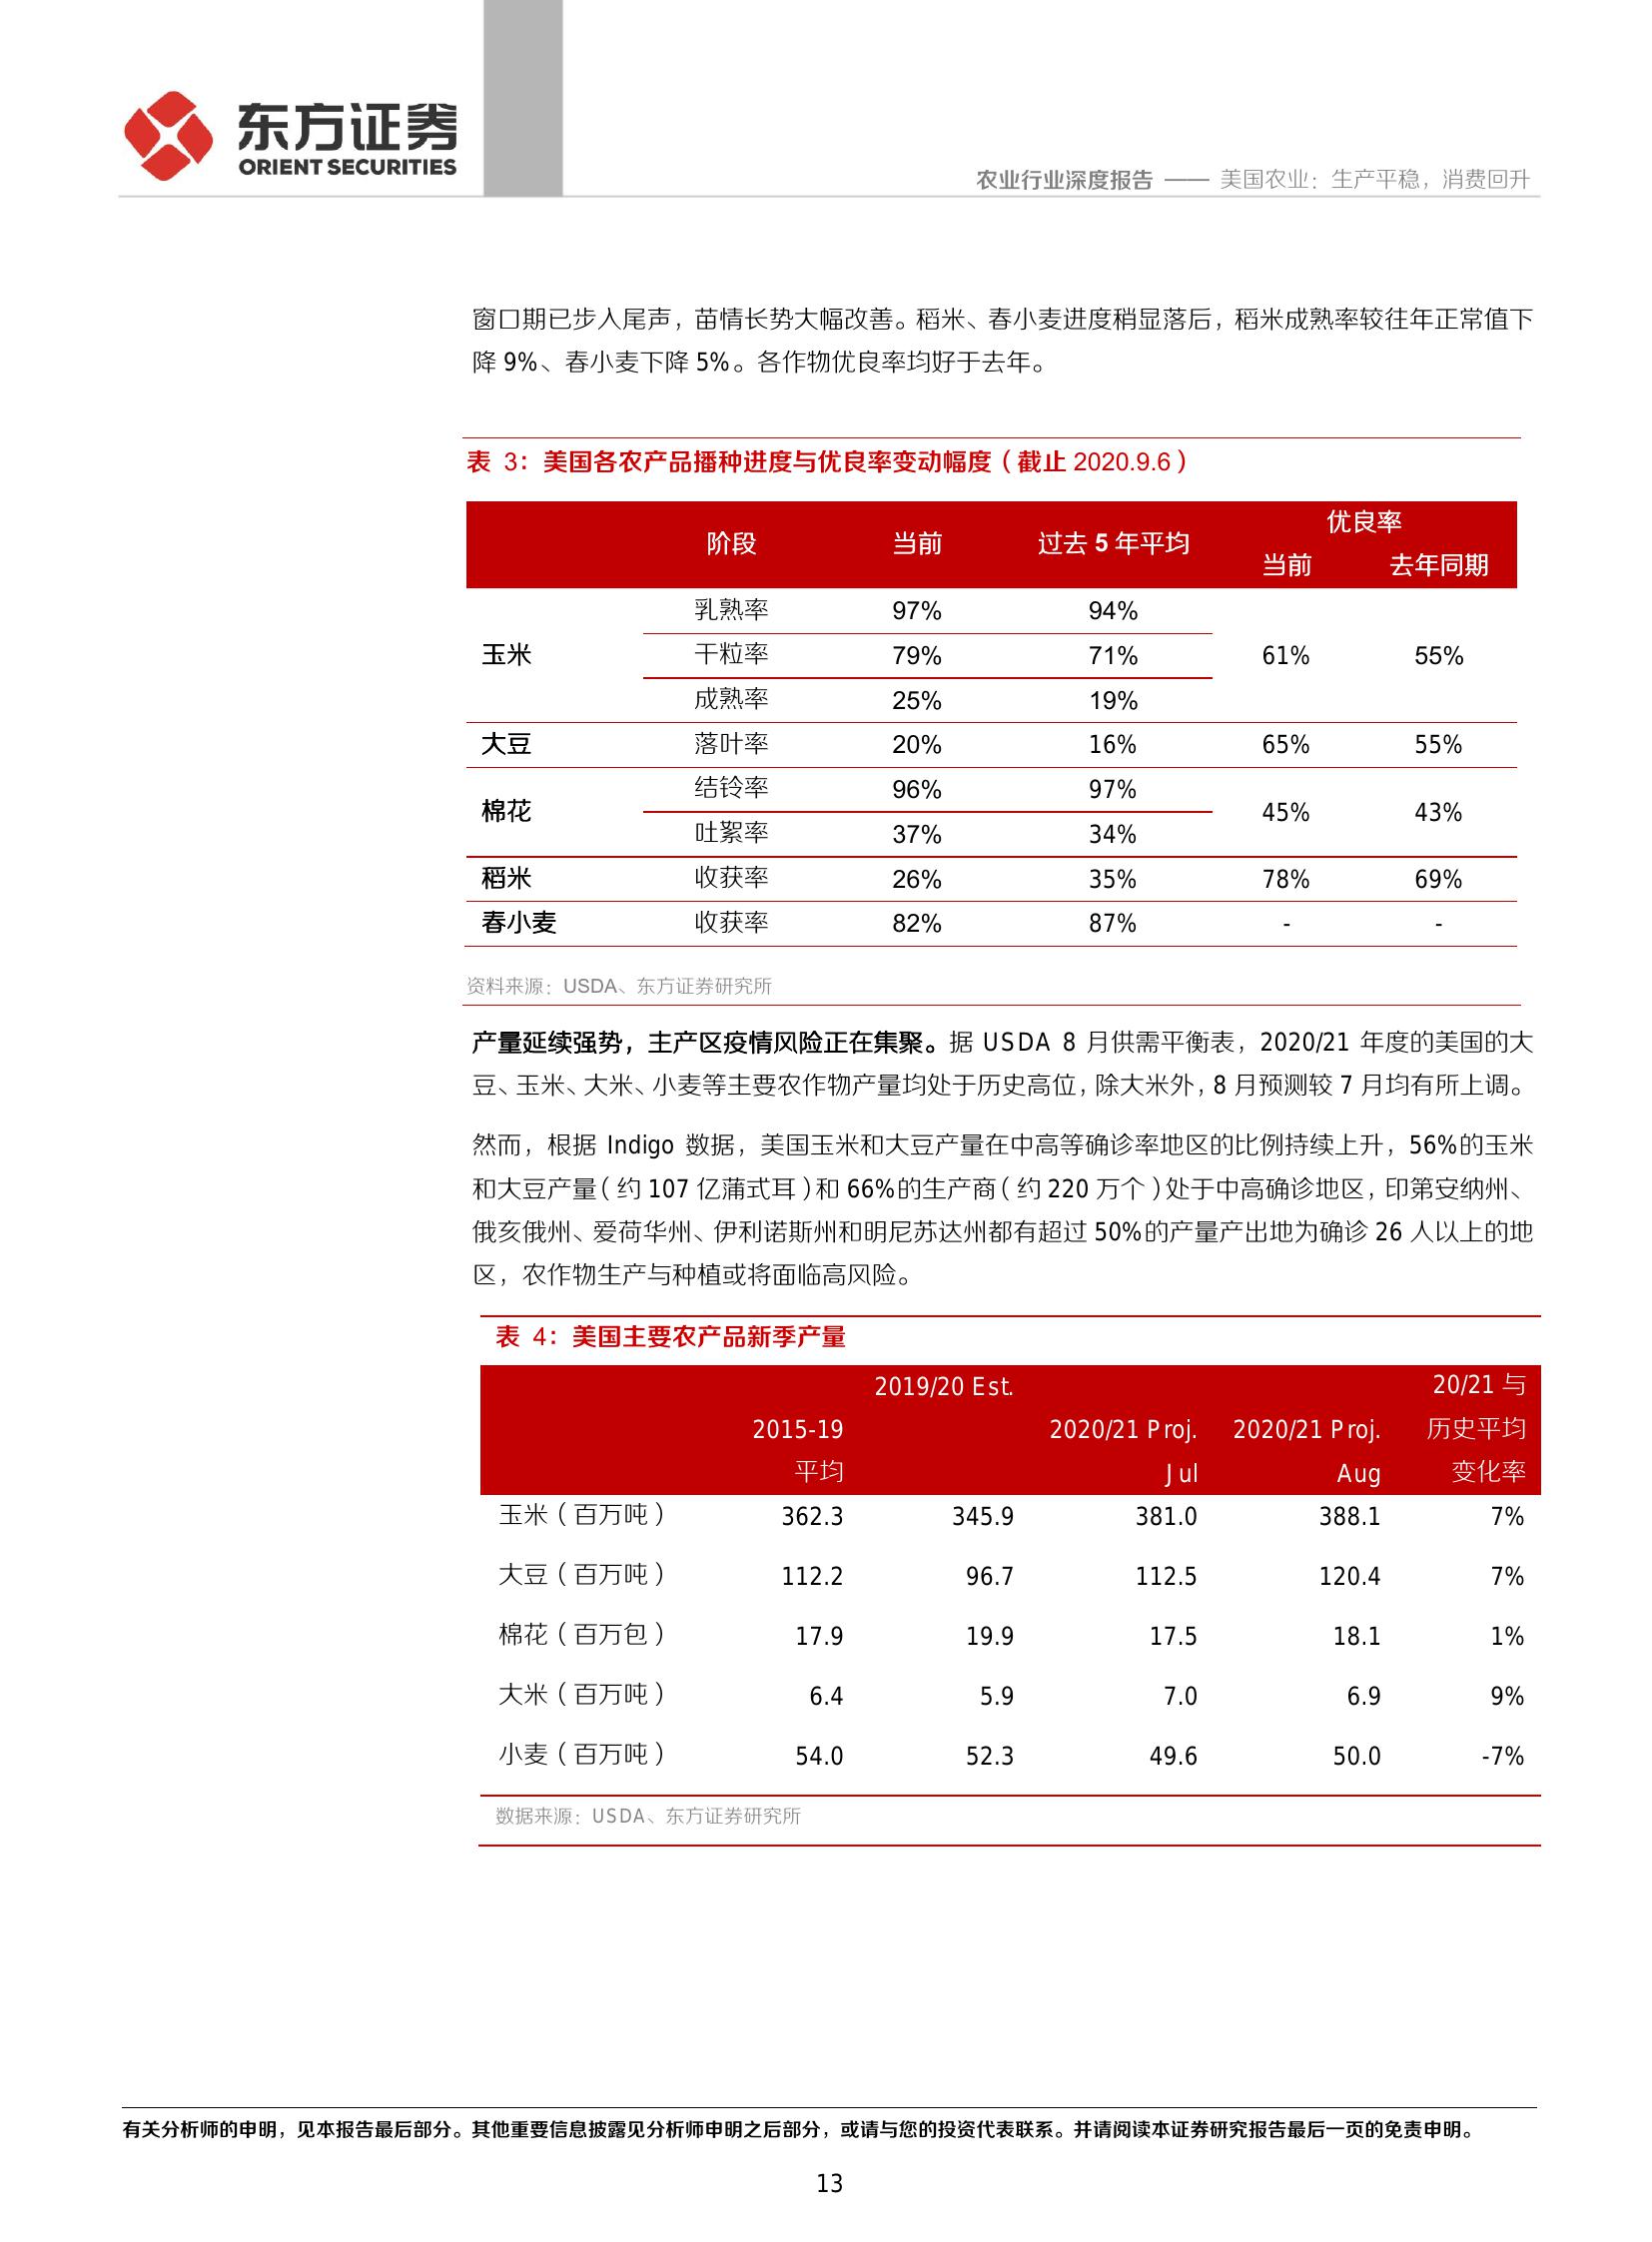 东方证券
ORIENT SECURITIES
农业行业深度报告 —— 美国农业：生产平稳，消费回升
窗口期已步入尾声，苗情长势大幅改善。稻米、春小麦进度稍显落后，稻米成熟率较往年正常值下
降 9%、春小麦下降 5%。各作物优良率均好于去年。
表 3：美国各农产品播种进度与优良率变动幅度（截止 2020.9.6）
阶段 当前 过去 5 年平均 优良率
当前 去年同期
乳熟率 97% 94%
玉米 干粒率 79% 71% 61% 55%
成熟率 25% 19%
大豆 落叶率 20% 16% 65% 55%
结铃率 96% 97%
棉花 45% 43%
吐絮率 37% 34%
稻米 收获率 26% 35% 78% 69%
春小麦 收获率 82% 87% - -
资料来源：USDA、东方证券研究所
产量延续强势，主产区疫情风险正在集聚。据 USDA 8 月供需平衡表，2020/21 年度的美国的大
豆、玉米、大米、小麦等主要农作物产量均处于历史高位，除大米外，8 月预测较 7 月均有所上调。
然而，根据 Indigo 数据，美国玉米和大豆产量在中高等确诊率地区的比例持续上升，56%的玉米
和大豆产量（约 107 亿蒲式耳）和 66%的生产商（约 220 万个）处于中高确诊地区，印第安纳州、
俄亥俄州、爱荷华州、伊利诺斯州和明尼苏达州都有超过 50%的产量产出地为确诊 26 人以上的地
区，农作物生产与种植或将面临高风险。
表 4：美国主要农产品新季产量
2019/20 Est. 20/21 与
2015-19 2020/21 Proj. 2020/21 Proj. 历史平均
平均 Jul Aug 变化率
玉米（百万吨） 362.3 345.9 381.0 388.1 7%
大豆（百万吨） 112.2 96.7 112.5 120.4 7%
棉花（百万包） 17.9 19.9 17.5 18.1 1%
大米（百万吨） 6.4 5.9 7.0 6.9 9%
小麦（百万吨） 54.0 52.3 49.6 50.0 -7%
数据来源：USDA、东方证券研究所
有关分析师的申明，见本报告最后部分。其他重要信息披露见分析师申明之后部分，或请与您的投资代表联系。并请阅读本证券研究报告最后一页的免责申明。
13